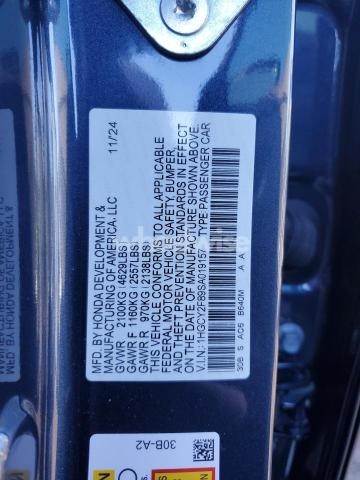 MFD. BY HONDA DEVELOPMENT &
MANUFACTURING OF AMERICA, LLC 11/24
GVWR 2100KG(4629LBS)
GAWR F 1160KG(2557LBS)
GAWR R 970KG(2138LBS)
THIS VEHICLE CONFORMS TO ALL APPLICABLE
FEDERAL MOTOR VEHICLE SAFETY, BUMPER,
AND THEFT PREVENTION STANDARDS IN EFFECT
ON THE DATE OF MANUFACTURE SHOWN ABOVE.
V.I.N.: 1HGCY2F89SA019157 TYPE:PASSENGER CAR
30B S AC6 B640M A A
30B-A2